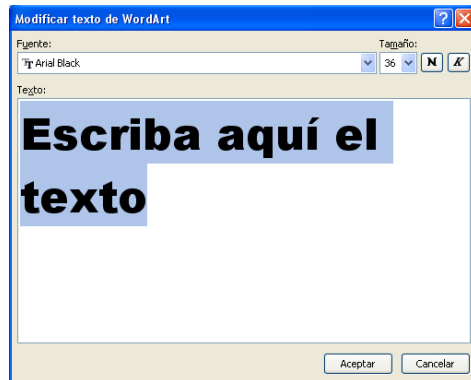 Modificar texto de WordArt
Fuente: Tamaño:
Arial Black 36 N K
Texto:
Escriba aquí el
texto
Aceptar Cancelar